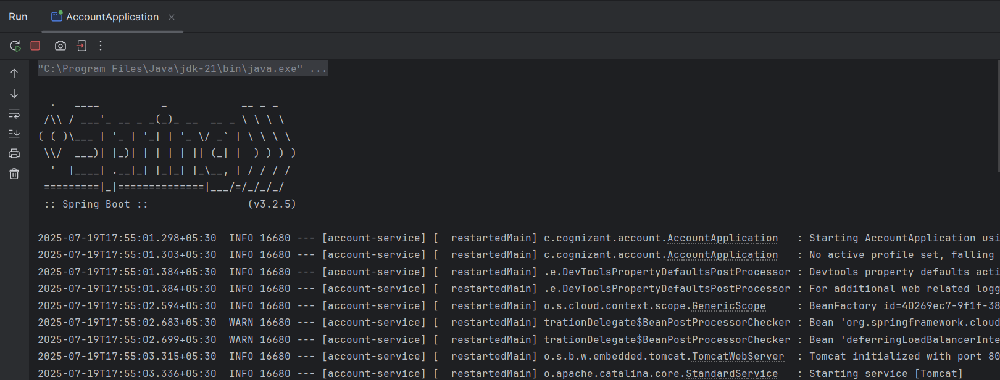 Run AccountApplication
"C:\Program Files\Java\jdk-21\bin\java.exe" ...
  .   ____          _            __ _ _
 /\\ / ___'_ __ _ _(_)_ __  __ _ \ \ \ \
( ( )\___ | '_ | '_| | '_ \/ _` | \ \ \ \
 \\/  ___)| |_)| | | | | || (_| |  ) ) ) )
  '  |____| .__|_| |_|_| |_\__, | / / / /
 =========|_|==============|___/=/_/_/_/
 :: Spring Boot ::                (v3.2.5)
2025-07-19T17:55:01.298+05:30  INFO 16680 --- [account-service] [  restartedMain] c.cognizant.account.AccountApplication   : Starting AccountApplication usi
2025-07-19T17:55:01.303+05:30  INFO 16680 --- [account-service] [  restartedMain] c.cognizant.account.AccountApplication   : No active profile set, falling
2025-07-19T17:55:01.384+05:30  INFO 16680 --- [account-service] [  restartedMain] .e.DevToolsPropertyDefaultsPostProcessor : Devtools property defaults acti
2025-07-19T17:55:01.384+05:30  INFO 16680 --- [account-service] [  restartedMain] .e.DevToolsPropertyDefaultsPostProcessor : For additional web related logg
2025-07-19T17:55:02.594+05:30  INFO 16680 --- [account-service] [  restartedMain] o.s.cloud.context.scope.GenericScope     : BeanFactory id=40269ec7-9f1f-38
2025-07-19T17:55:02.683+05:30  WARN 16680 --- [account-service] [  restartedMain] trationDelegate$BeanPostProcessorChecker : Bean 'org.springframework.cloud
2025-07-19T17:55:02.699+05:30  WARN 16680 --- [account-service] [  restartedMain] trationDelegate$BeanPostProcessorChecker : Bean 'deferringLoadBalancerInte
2025-07-19T17:55:03.315+05:30  INFO 16680 --- [account-service] [  restartedMain] o.s.b.w.embedded.tomcat.TomcatWebServer  : Tomcat initialized with port 80
2025-07-19T17:55:03.336+05:30  INFO 16680 --- [account-service] [  restartedMain] o.apache.catalina.core.StandardService   : Starting service [Tomcat]